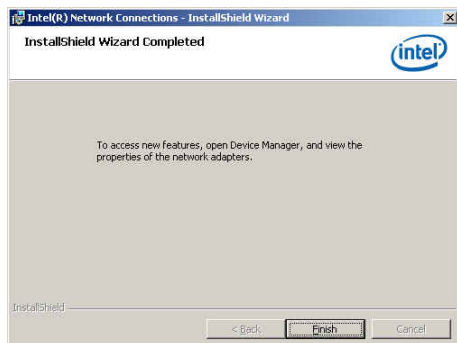 Intel(R) Network Connections - InstallShield Wizard
InstallShield Wizard Completed
intel
To access new features, open Device Manager, and view the
properties of the network adapters.
InstallShield
< Back
Finish
Cancel